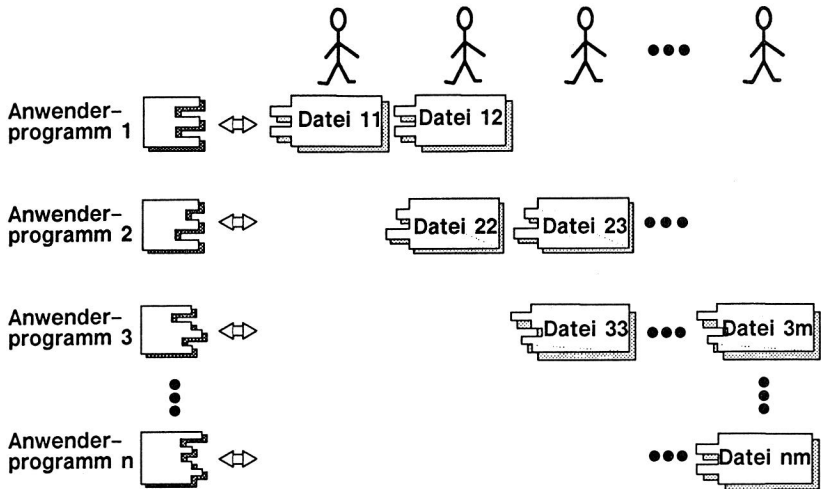 Anwender-
programm 1
Datei 11
Datei 12
Anwender-
programm 2
Datei 22
Datei 23
Anwender-
programm 3
Datei 33
Datei 3m
Anwender-
programm n
Datei nm